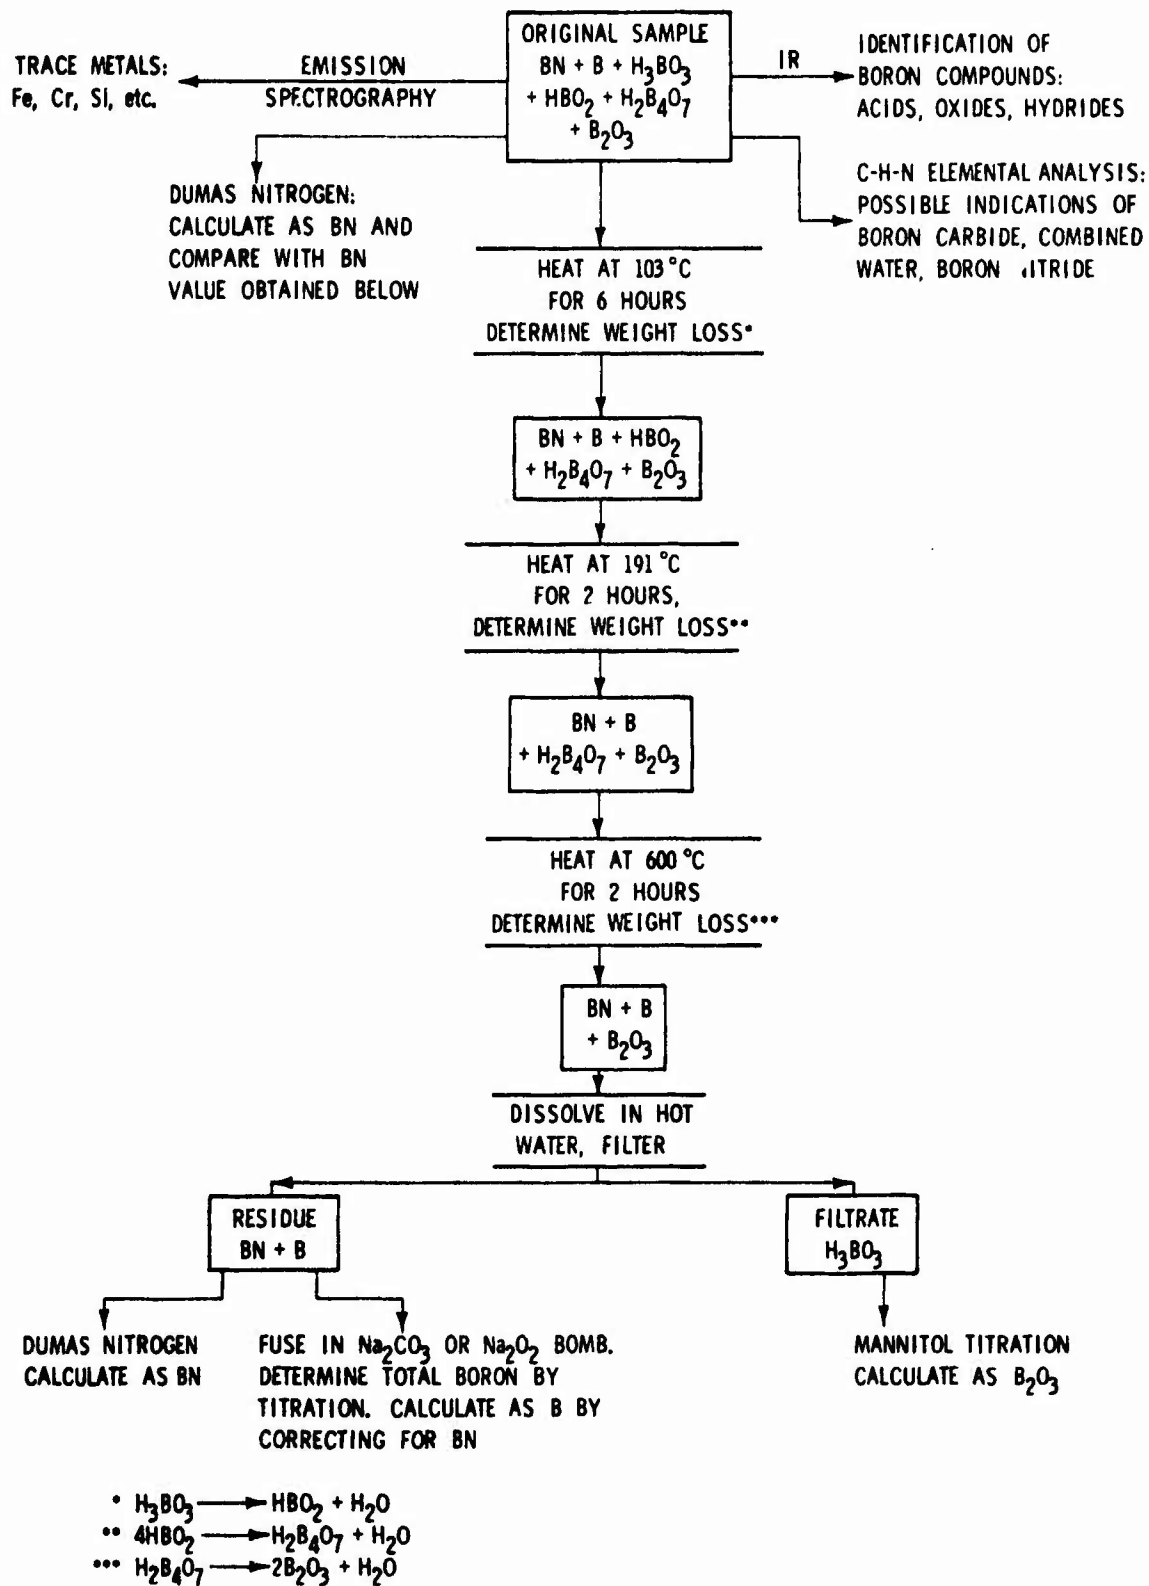 ORIGINAL SAMPLE
BN + B + H3BO3
+ HBO2 + H2B4O7
+ B2O3
TRACE METALS:
Fe, Cr, Si, etc.
EMISSION
SPECTROGRAPHY
IR
IDENTIFICATION OF
BORON COMPOUNDS:
ACIDS, OXIDES, HYDRIDES
DUMAS NITROGEN:
CALCULATE AS BN AND
COMPARE WITH BN
VALUE OBTAINED BELOW
C-H-N ELEMENTAL ANALYSIS:
POSSIBLE INDICATIONS OF
BORON CARBIDE, COMBINED
WATER, BORON ITRIDE
HEAT AT 103 °C
FOR 6 HOURS
DETERMINE WEIGHT LOSS*
BN + B + HBO2
+ H2B4O7 + B2O3
HEAT AT 191 °C
FOR 2 HOURS,
DETERMINE WEIGHT LOSS**
BN + B
+ H2B4O7 + B2O3
HEAT AT 600 °C
FOR 2 HOURS
DETERMINE WEIGHT LOSS***
BN + B
+ B2O3
DISSOLVE IN HOT
WATER, FILTER
RESIDUE
BN + B
FILTRATE
H3BO3
DUMAS NITROGEN
CALCULATE AS BN
FUSE IN Na2CO3 OR Na2O2 BOMB.
DETERMINE TOTAL BORON BY
TITRATION. CALCULATE AS B BY
CORRECTING FOR BN
MANNITOL TITRATION
CALCULATE AS B2O3
* H3BO3 → HBO2 + H2O
** 4HBO2 → H2B4O7 + H2O
*** H2B4O7 → 2B2O3 + H2O